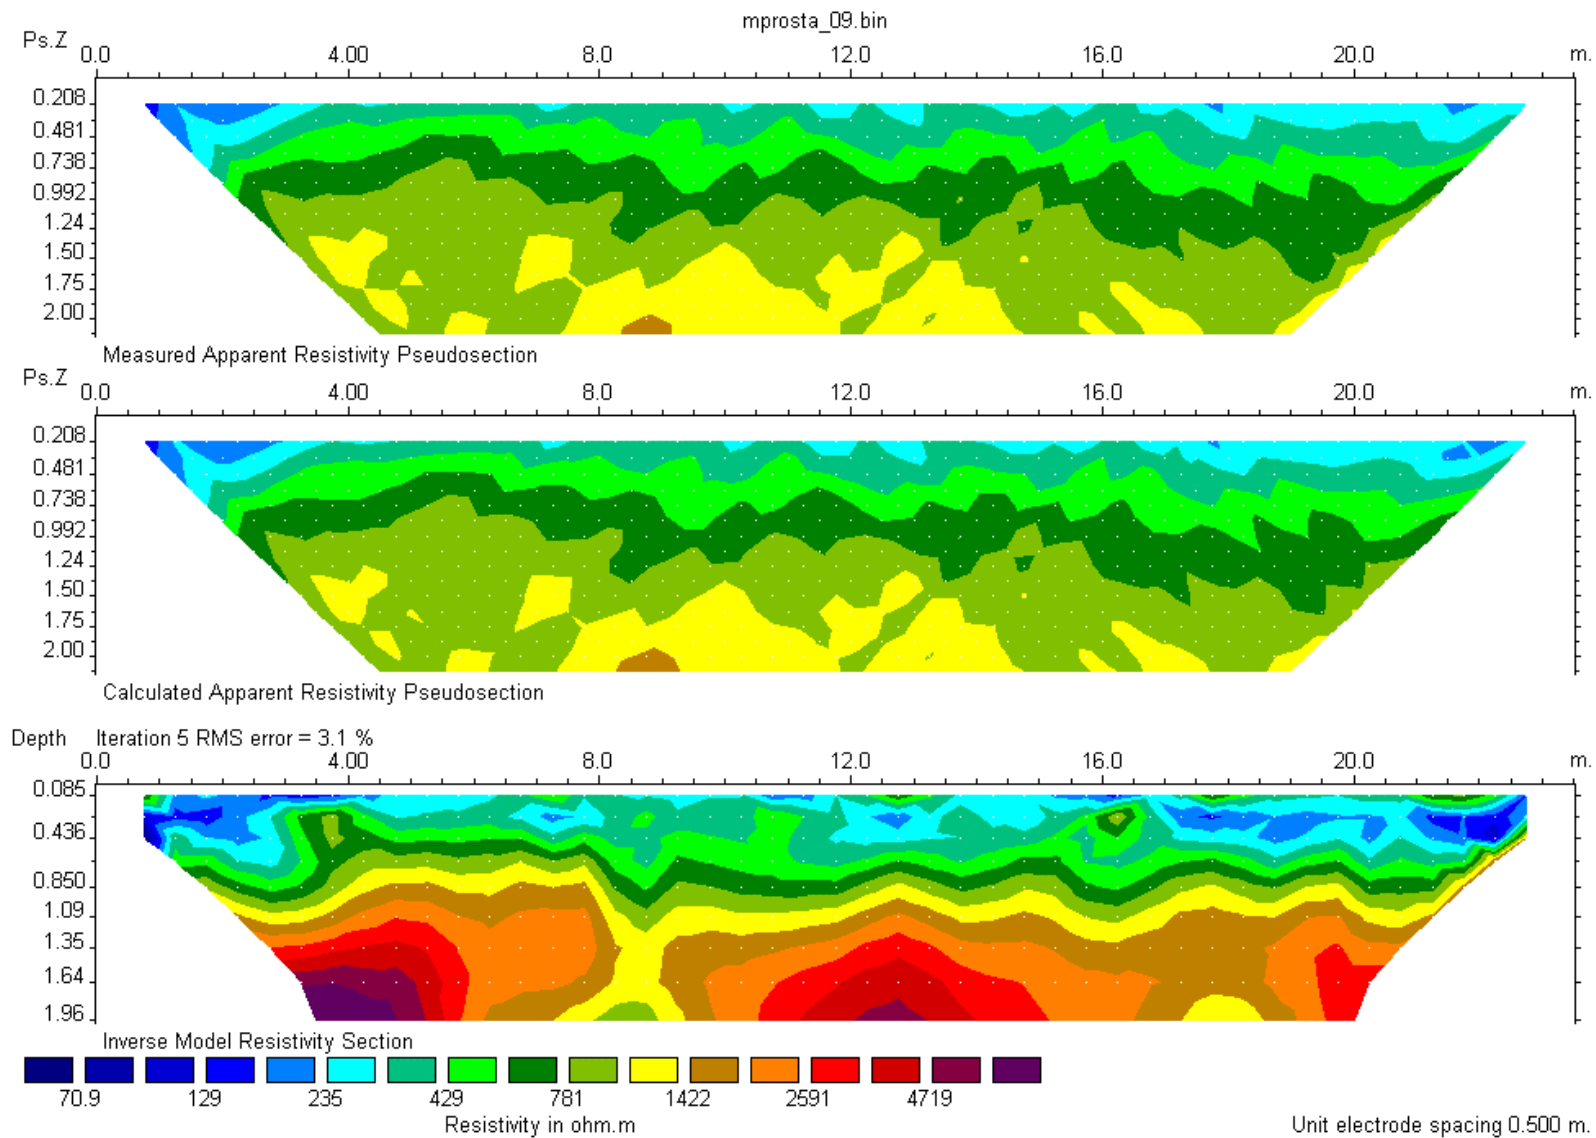 mprosta_09.bin
Ps.Z 0.0 4.00 8.0 12.0 16.0 20.0 m.
0.208
0.481
0.738
0.992
1.24
1.50
1.75
2.00
Measured Apparent Resistivity Pseudosection
Ps.Z 0.0 4.00 8.0 12.0 16.0 20.0 m.
0.208
0.481
0.738
0.992
1.24
1.50
1.75
2.00
Calculated Apparent Resistivity Pseudosection
Depth Iteration 5 RMS error = 3.1 %
0.0 4.00 8.0 12.0 16.0 20.0 m.
0.085
0.436
0.850
1.09
1.35
1.64
1.96
Inverse Model Resistivity Section
70.9 129 235 429 781 1422 2591 4719
Resistivity in ohm.m Unit electrode spacing 0.500 m.